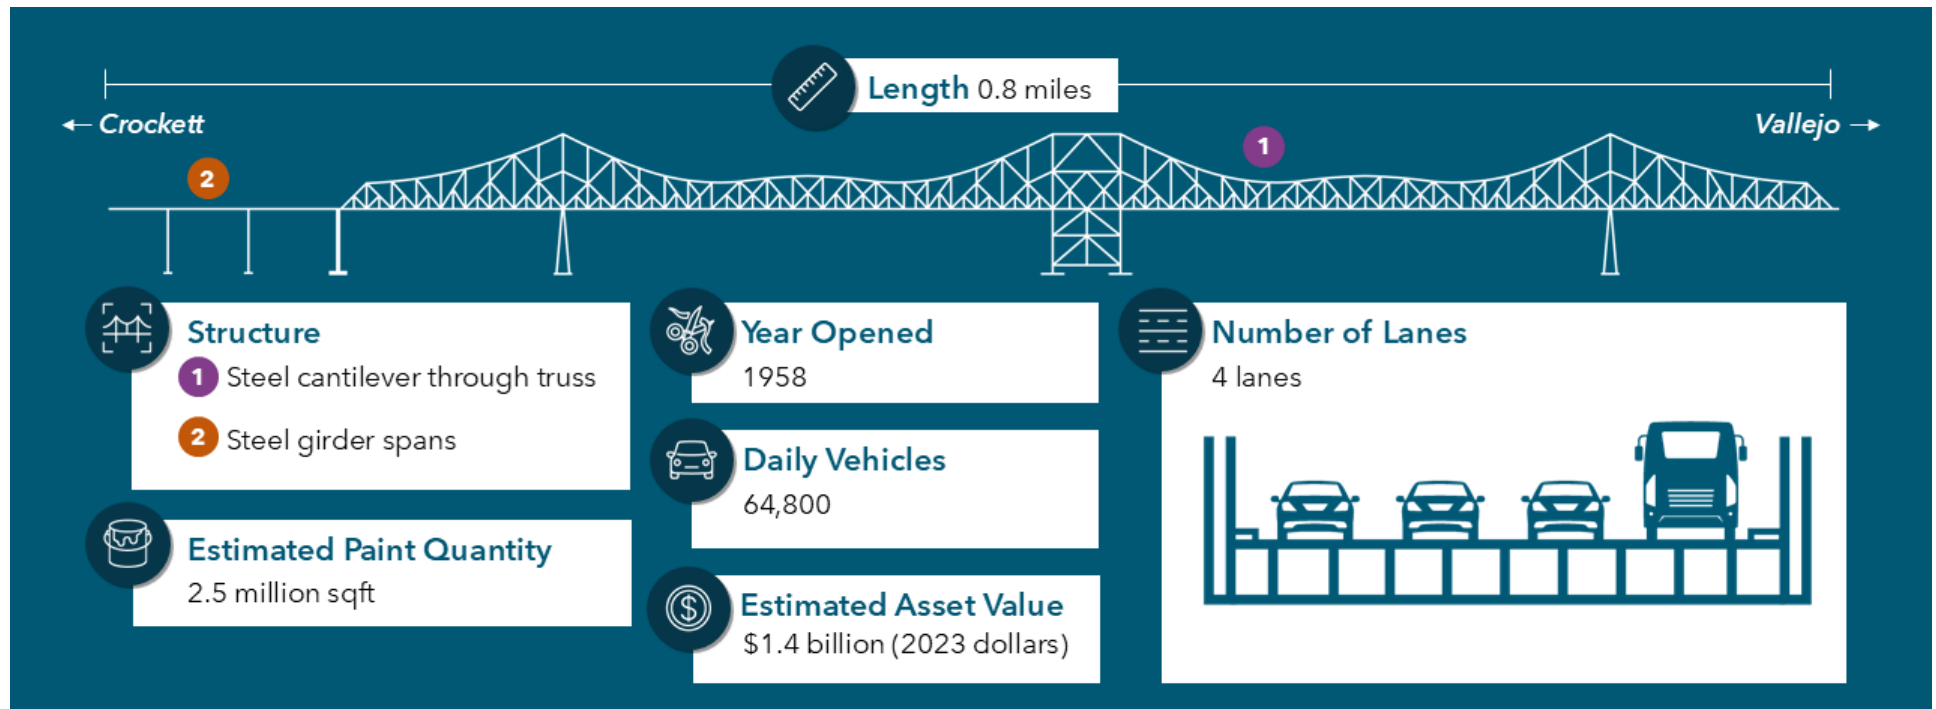 Length 0.8 miles
← Crockett
Vallejo →
1
2
Structure
1 Steel cantilever through truss
2 Steel girder spans
Estimated Paint Quantity
2.5 million sqft
Year Opened
1958
Daily Vehicles
64,800
$
Estimated Asset Value
$1.4 billion (2023 dollars)
Number of Lanes
4 lanes